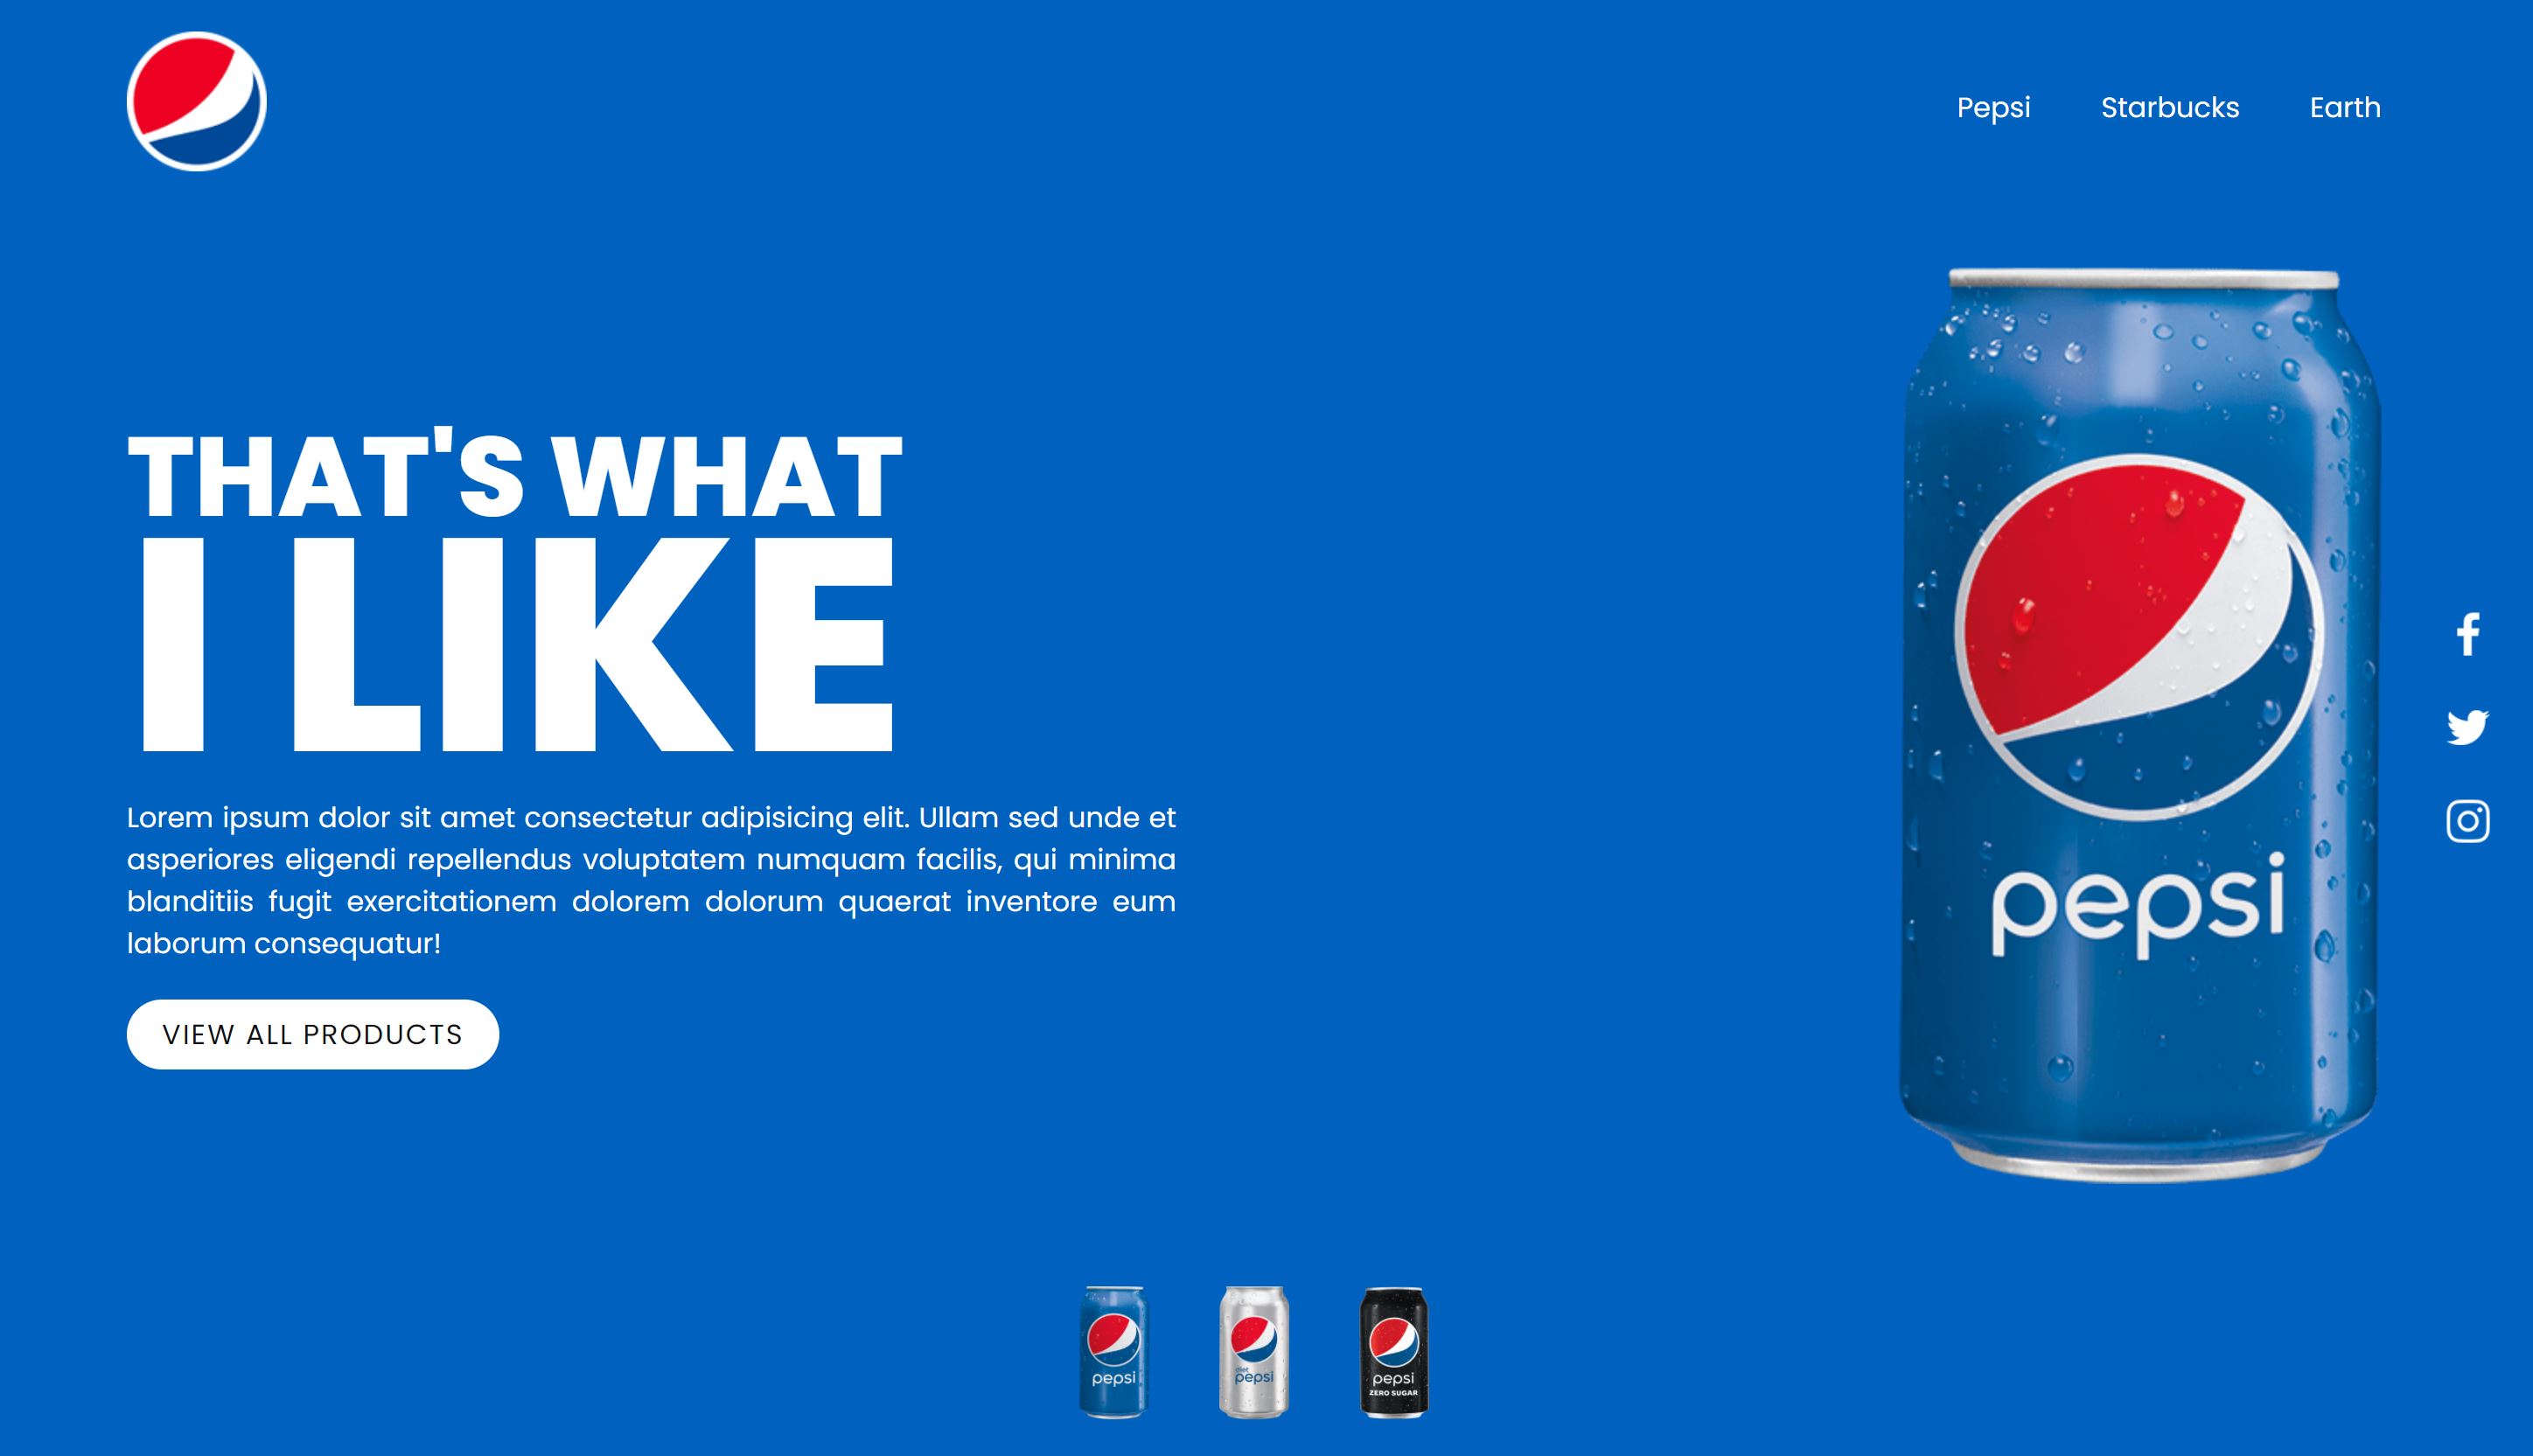 Pepsi Starbucks Earth
THAT'S WHAT
I LIKE
Lorem ipsum dolor sit amet consectetur adipisicing elit. Ullam sed unde et
asperiores eligendi repellendus voluptatem numquam facilis, qui minima
blanditiis fugit exercitationem dolorem dolorum quaerat inventore eum
laborum consequatur!
VIEW ALL PRODUCTS
pepsi
pepsi
diet
pepsi
pepsi
ZERO SUGAR